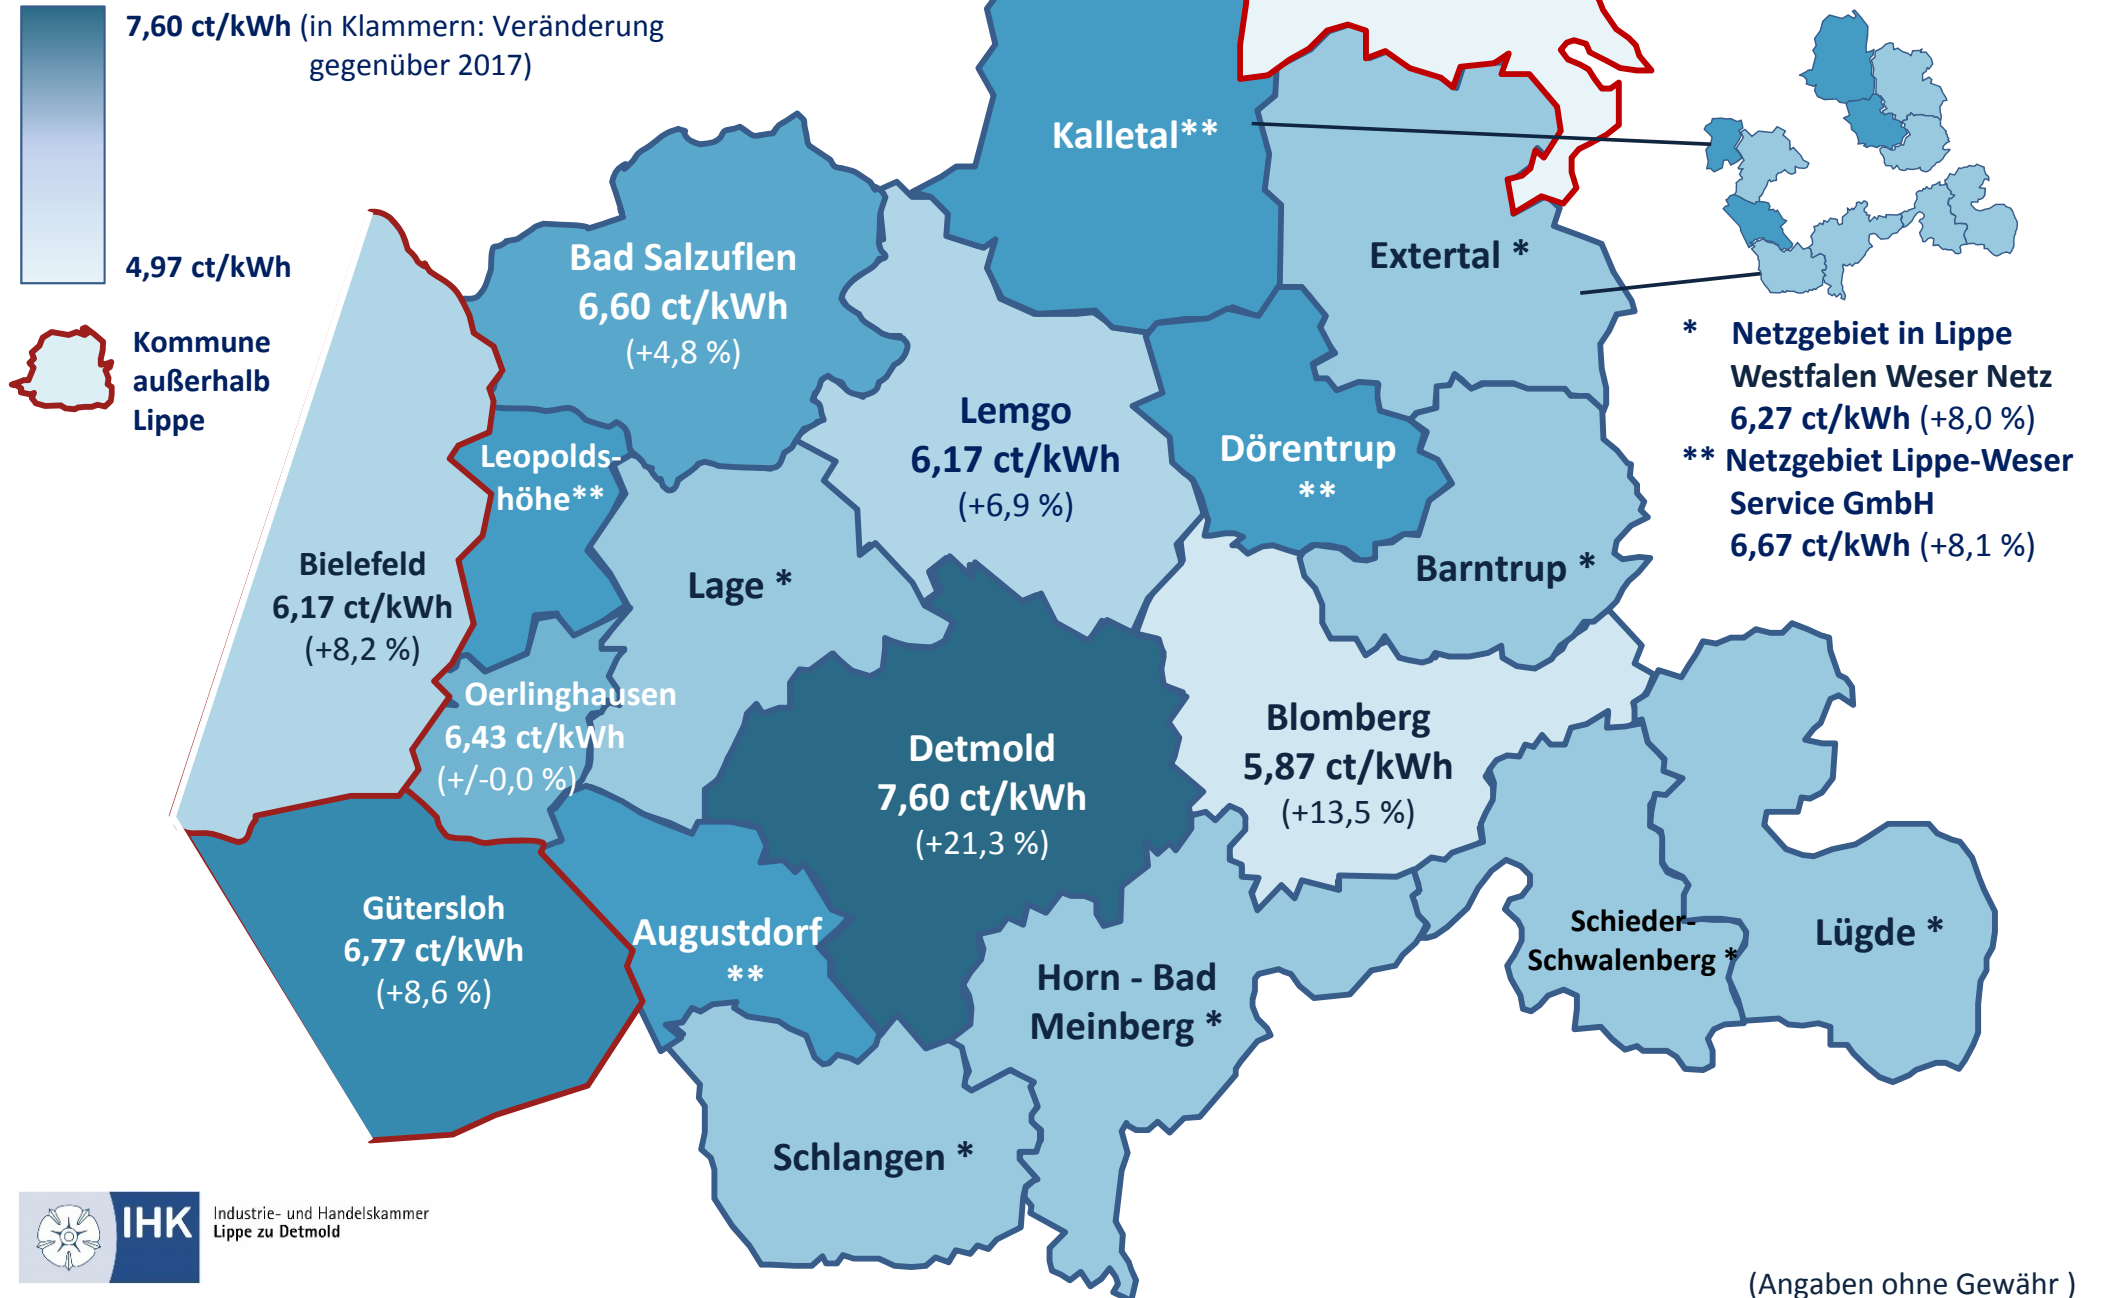 7,60 ct/kWh (in Klammern: Veränderung
gegenüber 2017)
4,97 ct/kWh
Kommune
außerhalb
Lippe
Kalletal**
Extertal *
Bad Salzuflen
6,60 ct/kWh
(+4,8 %)
Lemgo
6,17 ct/kWh
(+6,9 %)
Dörentrup
**
Leopolds-
höhe**
Barntrup *
Bielefeld
6,17 ct/kWh
(+8,2 %)
Lage *
Oerlinghausen
6,43 ct/kWh
(+/-0,0 %)
Detmold
7,60 ct/kWh
(+21,3 %)
Blomberg
5,87 ct/kWh
(+13,5 %)
Gütersloh
6,77 ct/kWh
(+8,6 %)
Augustdorf
**
Horn - Bad
Meinberg *
Schieder-
Schwalenberg *
Lügde *
Schlangen *
* Netzgebiet in Lippe
Westfalen Weser Netz
6,27 ct/kWh (+8,0 %)
** Netzgebiet Lippe-Weser
Service GmbH
6,67 ct/kWh (+8,1 %)
IHK
Industrie- und Handelskammer
Lippe zu Detmold
(Angaben ohne Gewähr )